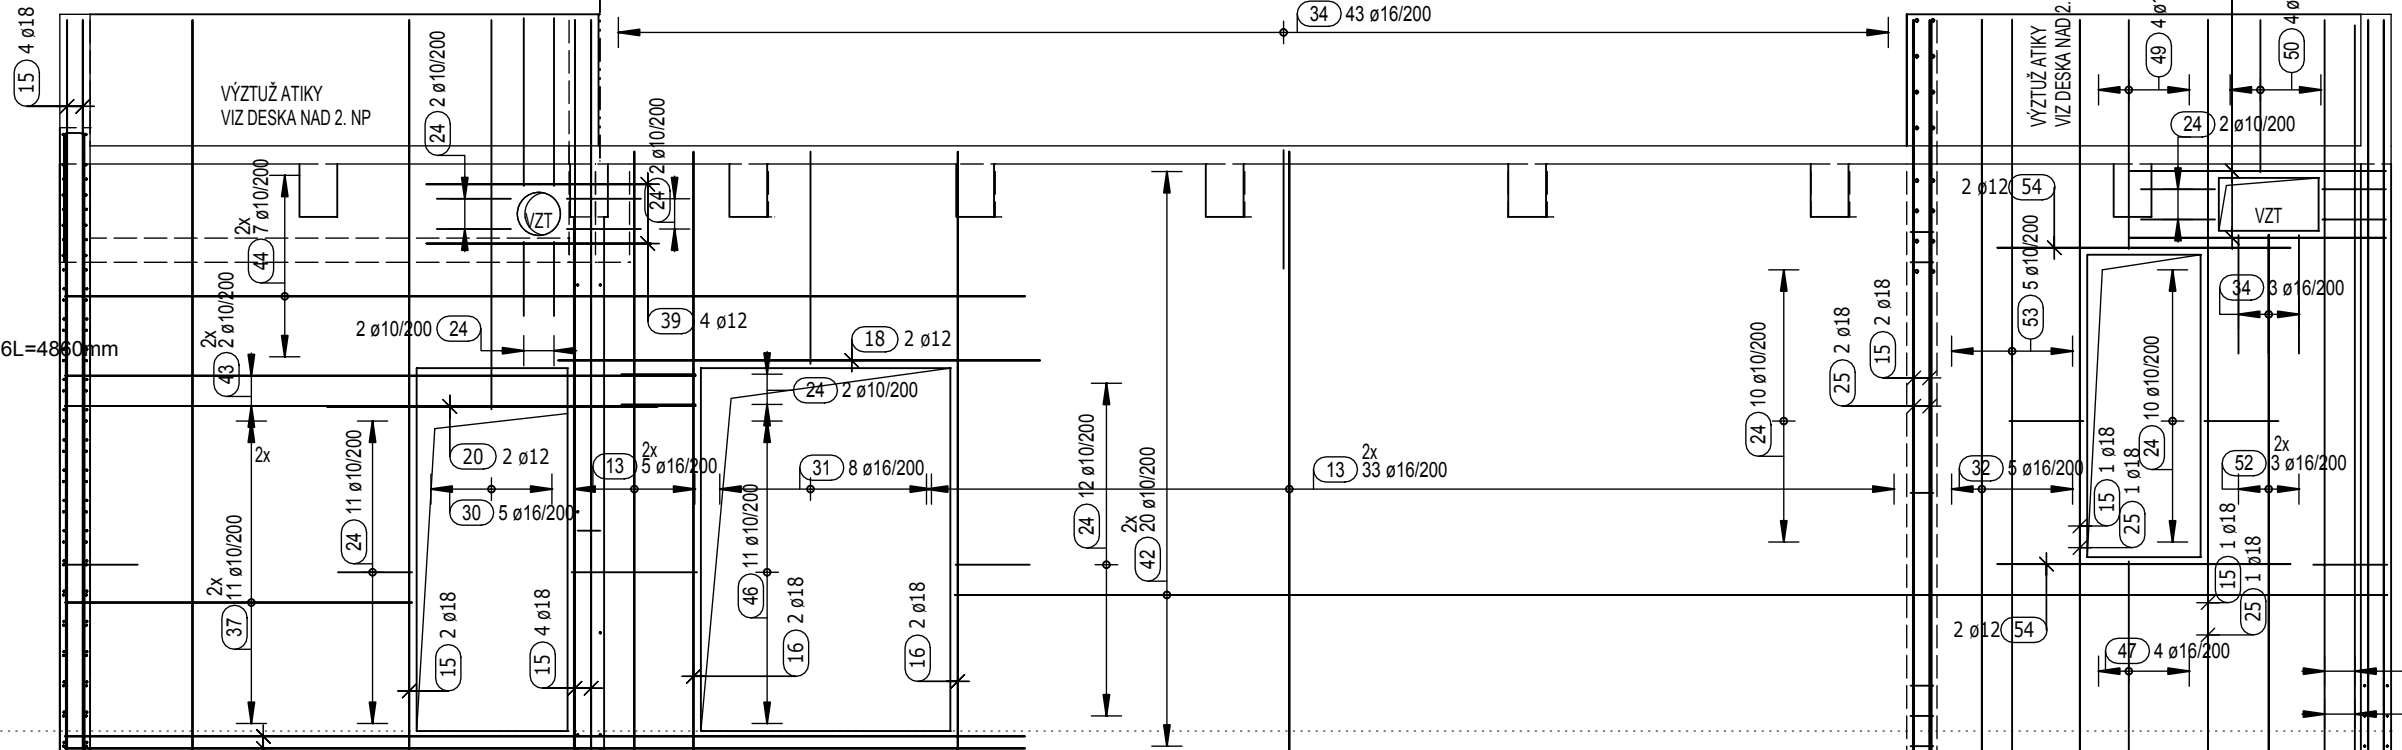 34 43 ø16/200
15 4 ø18
VÝZTUŽ ATIKY
VIZ DESKA NAD 2. NP
24 2 ø10/200
24 2 ø10/200
2x
44 7 ø10/200
VZT
2x
43 2 ø10/200
6L=4860mm
2 ø10/200 24
39 4 ø12
18 2 ø12
24 2 ø10/200
2x
20 2 ø12
2x
13 5 ø16/200
31 8 ø16/200
30 5 ø16/200
24 11 ø10/200
2x
37 11 ø10/200
46 11 ø10/200
15 2 ø18
15 4 ø18
16 2 ø18
16 2 ø18
24 12 ø10/200
2x
42 20 ø10/200
2x
13 33 ø16/200
24 10 ø10/200
25 2 ø18
15 2 ø18
VÝZTUŽ ATIKY
VIZ DESKA NAD 2.
49 4
50 4
24 2 ø10/200
2 ø12 54
VZT
53 5 ø10/200
34 3 ø16/200
24 10 ø10/200
32 5 ø16/200
15 1 ø18
25 1 ø18
2x
52 3 ø16/200
15 1 ø18
25 1 ø18
2 ø12 54
47 4 ø16/200